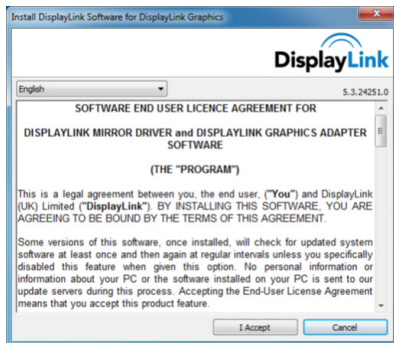 Install DisplayLink Software for DisplayLink Graphics
DisplayLink
English
5.3.24251.0
SOFTWARE END USER LICENCE AGREEMENT FOR
DISPLAYLINK MIRROR DRIVER and DISPLAYLINK GRAPHICS ADAPTER
SOFTWARE
(THE "PROGRAM")
This is a legal agreement between you, the end user, ("You") and DisplayLink
(UK) Limited ("DisplayLink"). BY INSTALLING THIS SOFTWARE, YOU ARE
AGREEING TO BE BOUND BY THE TERMS OF THIS AGREEMENT.
Some versions of this software, once installed, will check for updated system
software at least once and then again at regular intervals unless you specifically
disabled this feature when given this option. No personal information or
information about your PC or the software installed on your PC is sent to our
update servers during this process. Accepting the End-User License Agreement
means that you accept this product feature.
I Accept
Cancel